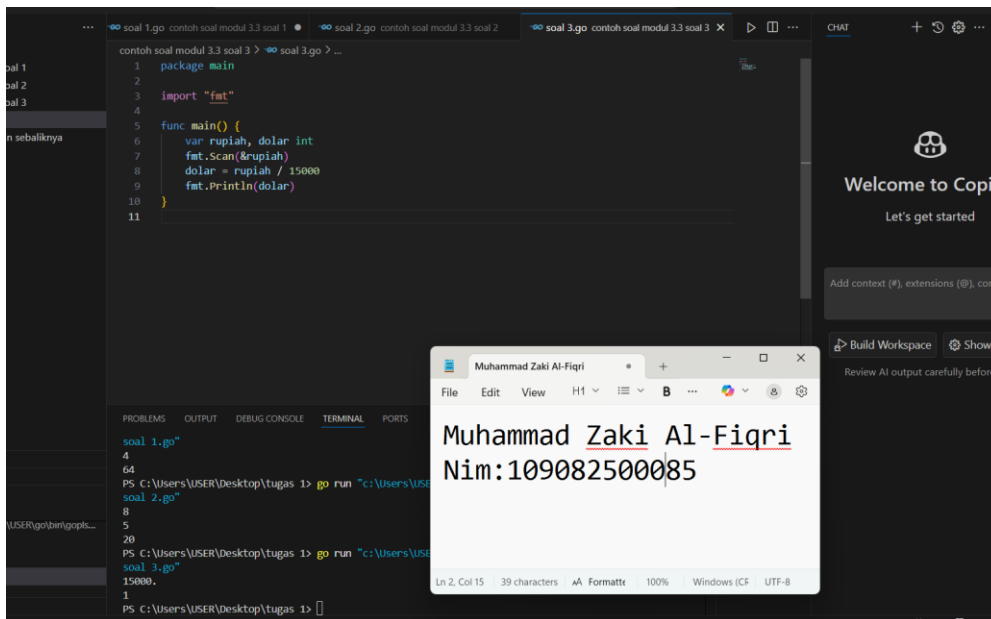 soal 1.go contoh soal modul 3.3 soal 1
soal 2.go contoh soal modul 3.3 soal 2
soal 3.go contoh soal modul 3.3 soal 3
CHAT
contoh soal modul 3.3 soal 3 > soal 3.go > ...
oal 1
oal 2
oal 3
n sebaliknya
1 package main
2
3 import "fmt"
4
5 func main() {
6 var rupiah, dolar int
7 fmt.Scan(&rupiah)
8 dolar = rupiah / 15000
9 fmt.Println(dolar)
10 }
11
Welcome to Copi
Let's get started
Add context (#), extensions (@), co
Build Workspace
Show
Review AI output carefully befor
Muhammad Zaki Al-Fiqri
File Edit View H1 B
Muhammad Zaki Al-Fiqri
Nim:109082500085
Ln 2, Col 15 39 characters Formatte 100% Windows (CF UTF-8
PROBLEMS OUTPUT DEBUG CONSOLE TERMINAL PORTS
soal 1.go"
4
64
PS C:\Users\USER\Desktop\tugas 1> go run "c:\Users\USE
soal 2.go"
8
5
20
PS C:\Users\USER\Desktop\tugas 1> go run "c:\Users\USE
soal 3.go"
15000.
1
PS C:\Users\USER\Desktop\tugas 1>
\USER\go\bin\gopls...